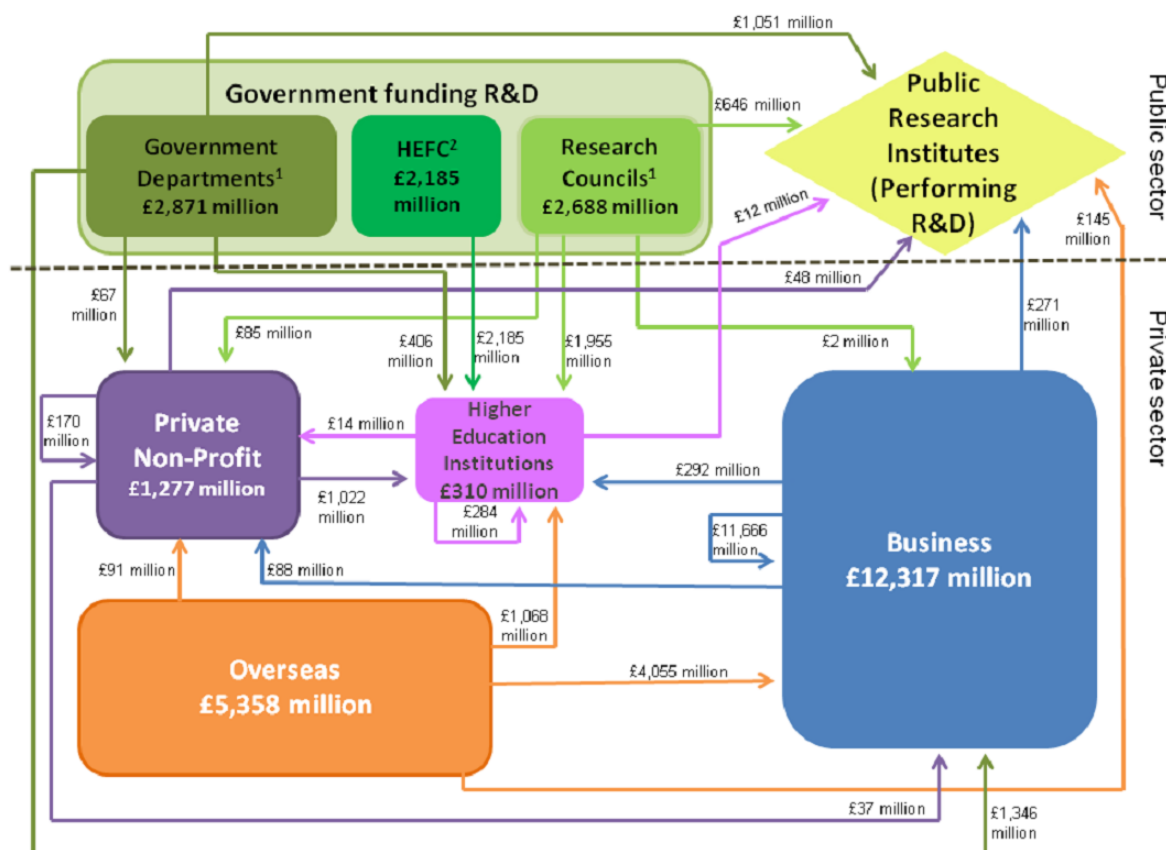 £1,051 million
Government funding R&D
Government
Departments¹
£2,871 million
HEFC²
£2,185
million
Research
Councils¹
£2,688 million
£646 million
Public
Research
Institutes
(Performing
R&D)
Public sector
£12 million
£145
million
£67
million
£85 million
£406
million
£2,185
million
£1,955
million
£48 million
£2 million
£271
million
Private sector
£170
million
Private
Non-Profit
£1,277 million
£14 million
£1,022
million
Higher
Education
Institutions
£310 million
£284
million
£292 million
£11,666
million
Business
£12,317 million
£91 million
£88 million
£1,068
million
Overseas
£5,358 million
£4,055 million
£37 million
£1,346
million